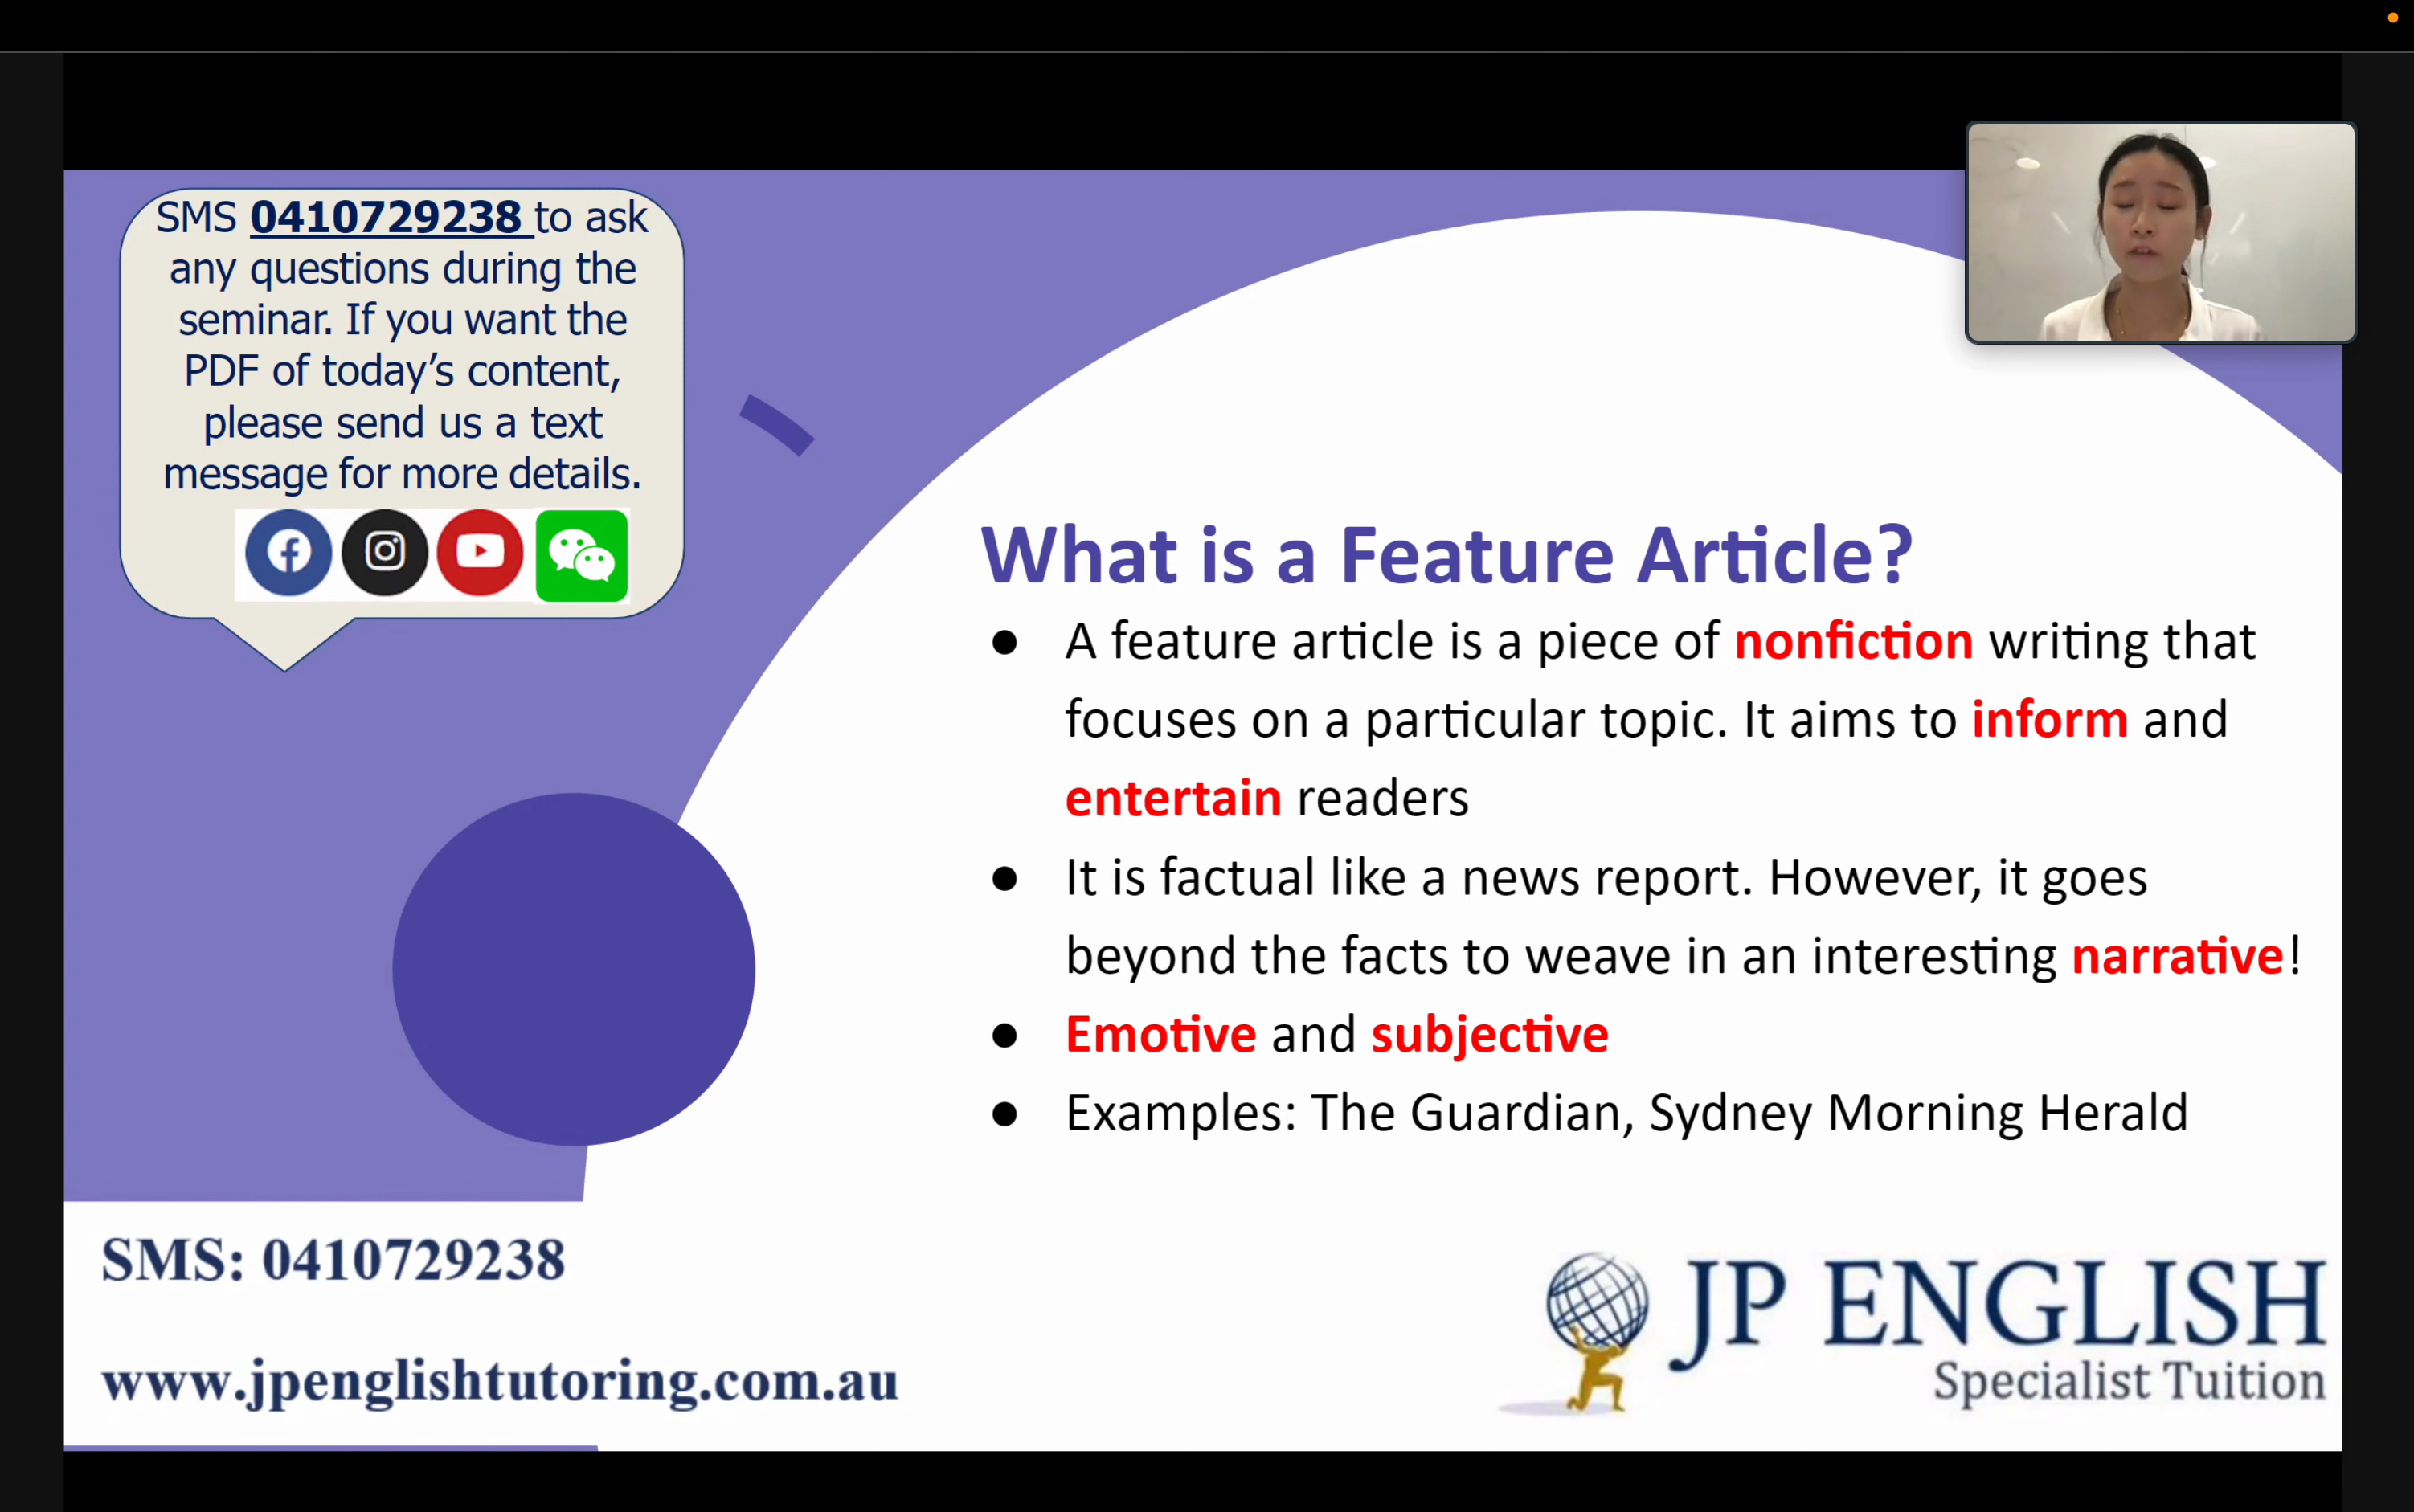 SMS 0410729238 to ask
any questions during the
seminar. If you want the
PDF of today’s content,
please send us a text
message for more details.
What is a Feature Article?
● A feature article is a piece of nonfiction writing that
focuses on a particular topic. It aims to inform and
entertain readers
● It is factual like a news report. However, it goes
beyond the facts to weave in an interesting narrative!
● Emotive and subjective
● Examples: The Guardian, Sydney Morning Herald
SMS: 0410729238
www.jpenglishtutoring.com.au
JP ENGLISH
Specialist Tuition